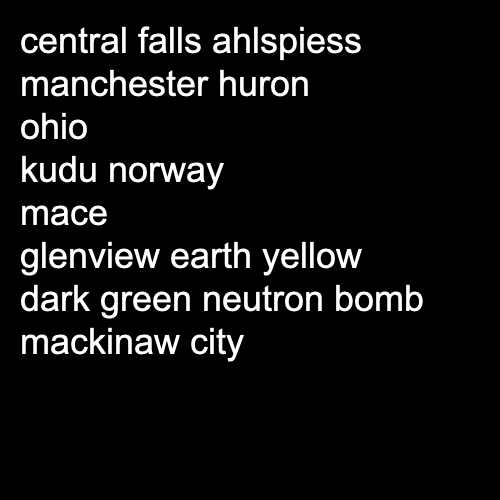 central falls ahlspiess
manchester huron
ohio
kudu norway
mace
glenview earth yellow
dark green neutron bomb
mackinaw city